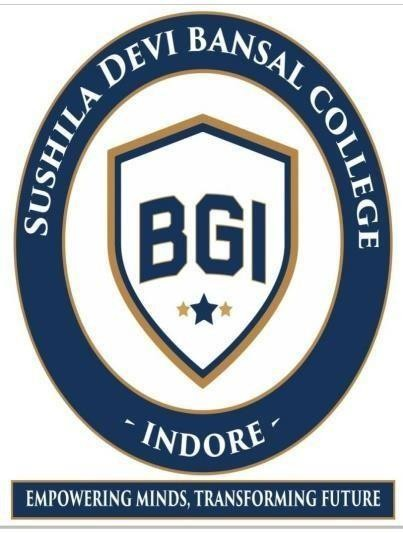 SUSHILA DEVI BANSAL COLLEGE
BGI
- INDORE -
EMPOWERING MINDS, TRANSFORMING FUTURE